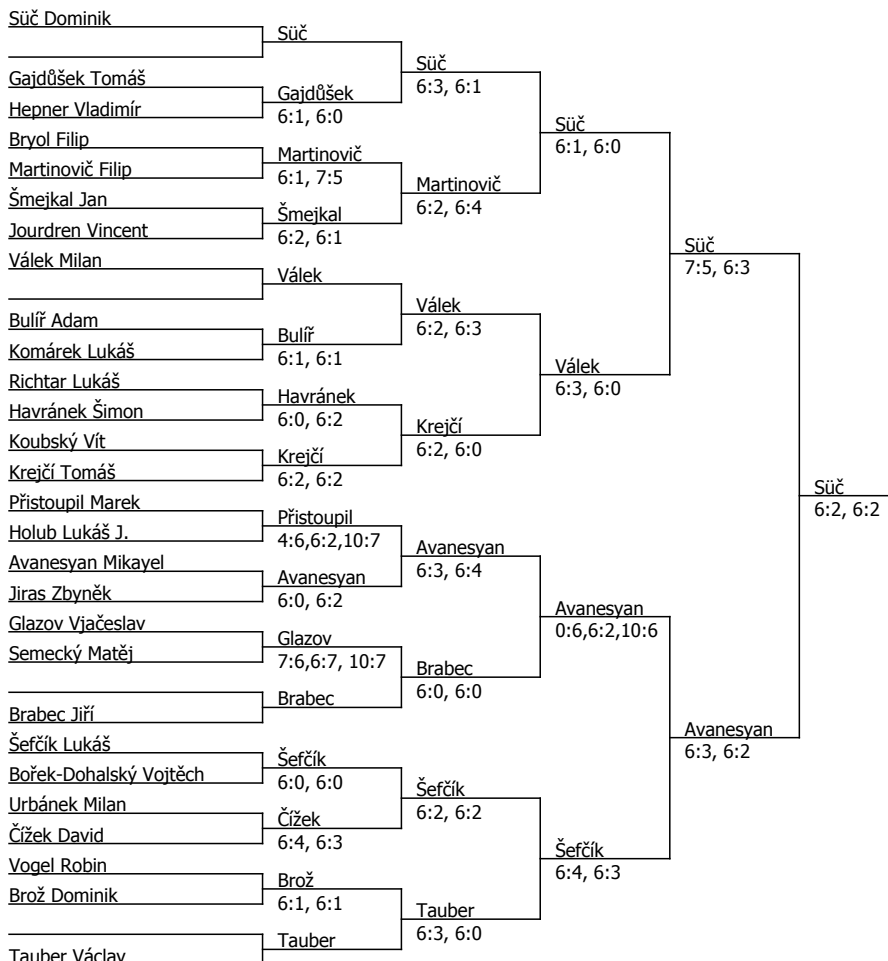 Süč Dominik
Süč
Süč
6:3, 6:1
Gajdůšek Tomáš
Gajdůšek
6:1, 6:0
Hepner Vladimír
Süč
6:1, 6:0
Bryol Filip
Martinovič
6:1, 7:5
Martinovič Filip
Martinovič
6:2, 6:4
Šmejkal Jan
Šmejkal
6:2, 6:1
Jourdren Vincent
Süč
7:5, 6:3
Válek Milan
Válek
Válek
6:2, 6:3
Bulíř Adam
Bulíř
6:1, 6:1
Komárek Lukáš
Válek
6:3, 6:0
Richtar Lukáš
Havránek
6:0, 6:2
Havránek Šimon
Krejčí
6:2, 6:0
Koubský Vít
Krejčí
6:2, 6:2
Krejčí Tomáš
Süč
6:2, 6:2
Přistoupil Marek
Přistoupil
4:6,6:2,10:7
Holub Lukáš J.
Avanesyan
6:3, 6:4
Avanesyan Mikayel
Avanesyan
6:0, 6:2
Jiras Zbyněk
Avanesyan
0:6,6:2,10:6
Glazov Vjačeslav
Glazov
7:6,6:7, 10:7
Semecký Matěj
Brabec
6:0, 6:0
Brabec
Brabec Jiří
Avanesyan
6:3, 6:2
Šefčík Lukáš
Šefčík
6:0, 6:0
Bořek-Dohalský Vojtěch
Šefčík
6:2, 6:2
Urbánek Milan
Čížek
6:4, 6:3
Čížek David
Šefčík
6:4, 6:3
Vogel Robin
Brož
6:1, 6:1
Brož Dominik
Tauber
6:3, 6:0
Tauber
Tauber Václav